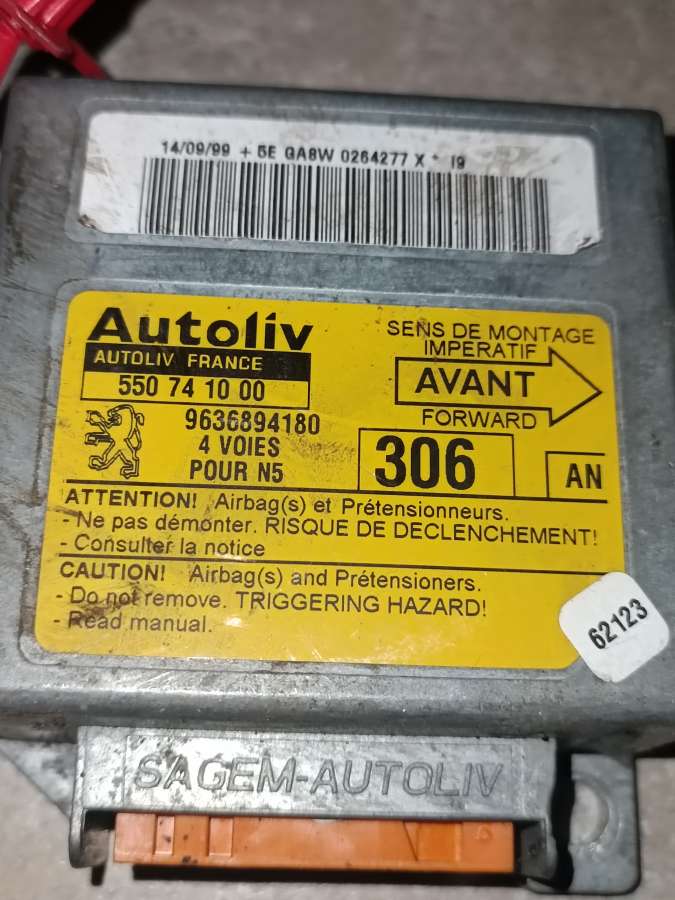 14/09/99 + 5E GA8W 0264277 X * I9
Autoliv
AUTOLIV FRANCE
550 74 10 00
9636894180
4 VOIES
POUR N5
SENS DE MONTAGE
IMPERATIF
AVANT
FORWARD
306
AN
ATTENTION! Airbag(s) et Prétensionneurs.
- Ne pas démonter. RISQUE DE DECLENCHEMENT!
- Consulter la notice
CAUTION! Airbag(s) and Prétensioners.
- Do not remove. TRIGGERING HAZARD!
- Read manual.
62123
SAGEM-AUTOLIV